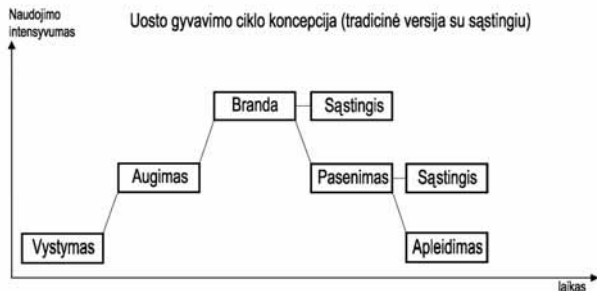 Naudojimo
intensyvumas
Uosto gyvavimo ciklo koncepcija (tradicinė versija su sąstingiu)
Branda
Sąstingis
Augimas
Pasenimas
Sąstingis
Vystymas
Apleidimas
laikas